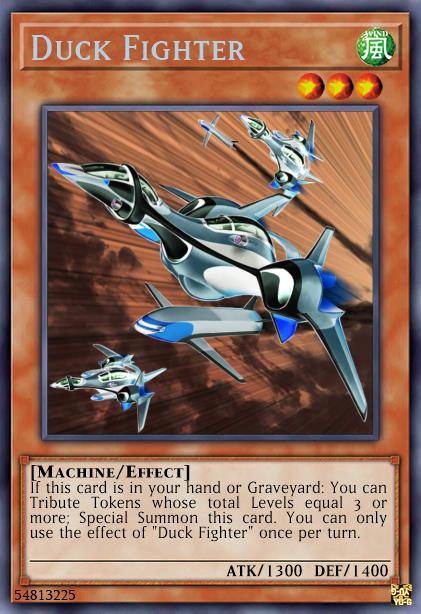 Duck Fighter
WIND
風
[Machine/Effect]
If this card is in your hand or Graveyard: You can
Tribute Tokens whose total Levels equal 3 or
more; Special Summon this card. You can only
use the effect of "Duck Fighter" once per turn.
ATK/1300 DEF/1400
54813225